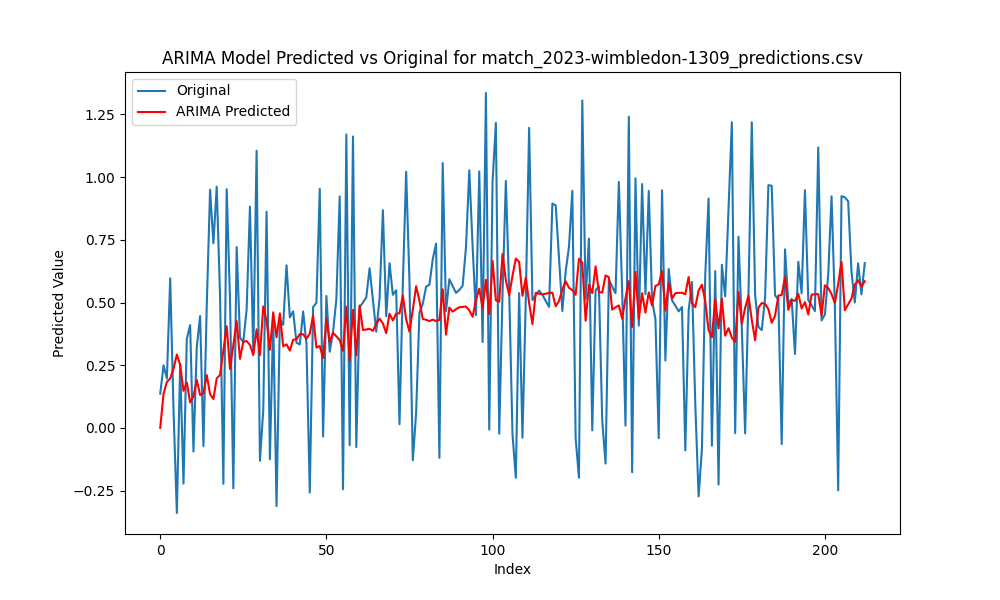 ARIMA Model Predicted vs Original for match_2023-wimbledon-1309_predictions.csv
Original
ARIMA Predicted
1.25
1.00
0.75
0.50
0.25
0.00
−0.25
Predicted Value
0 50 100 150 200
Index